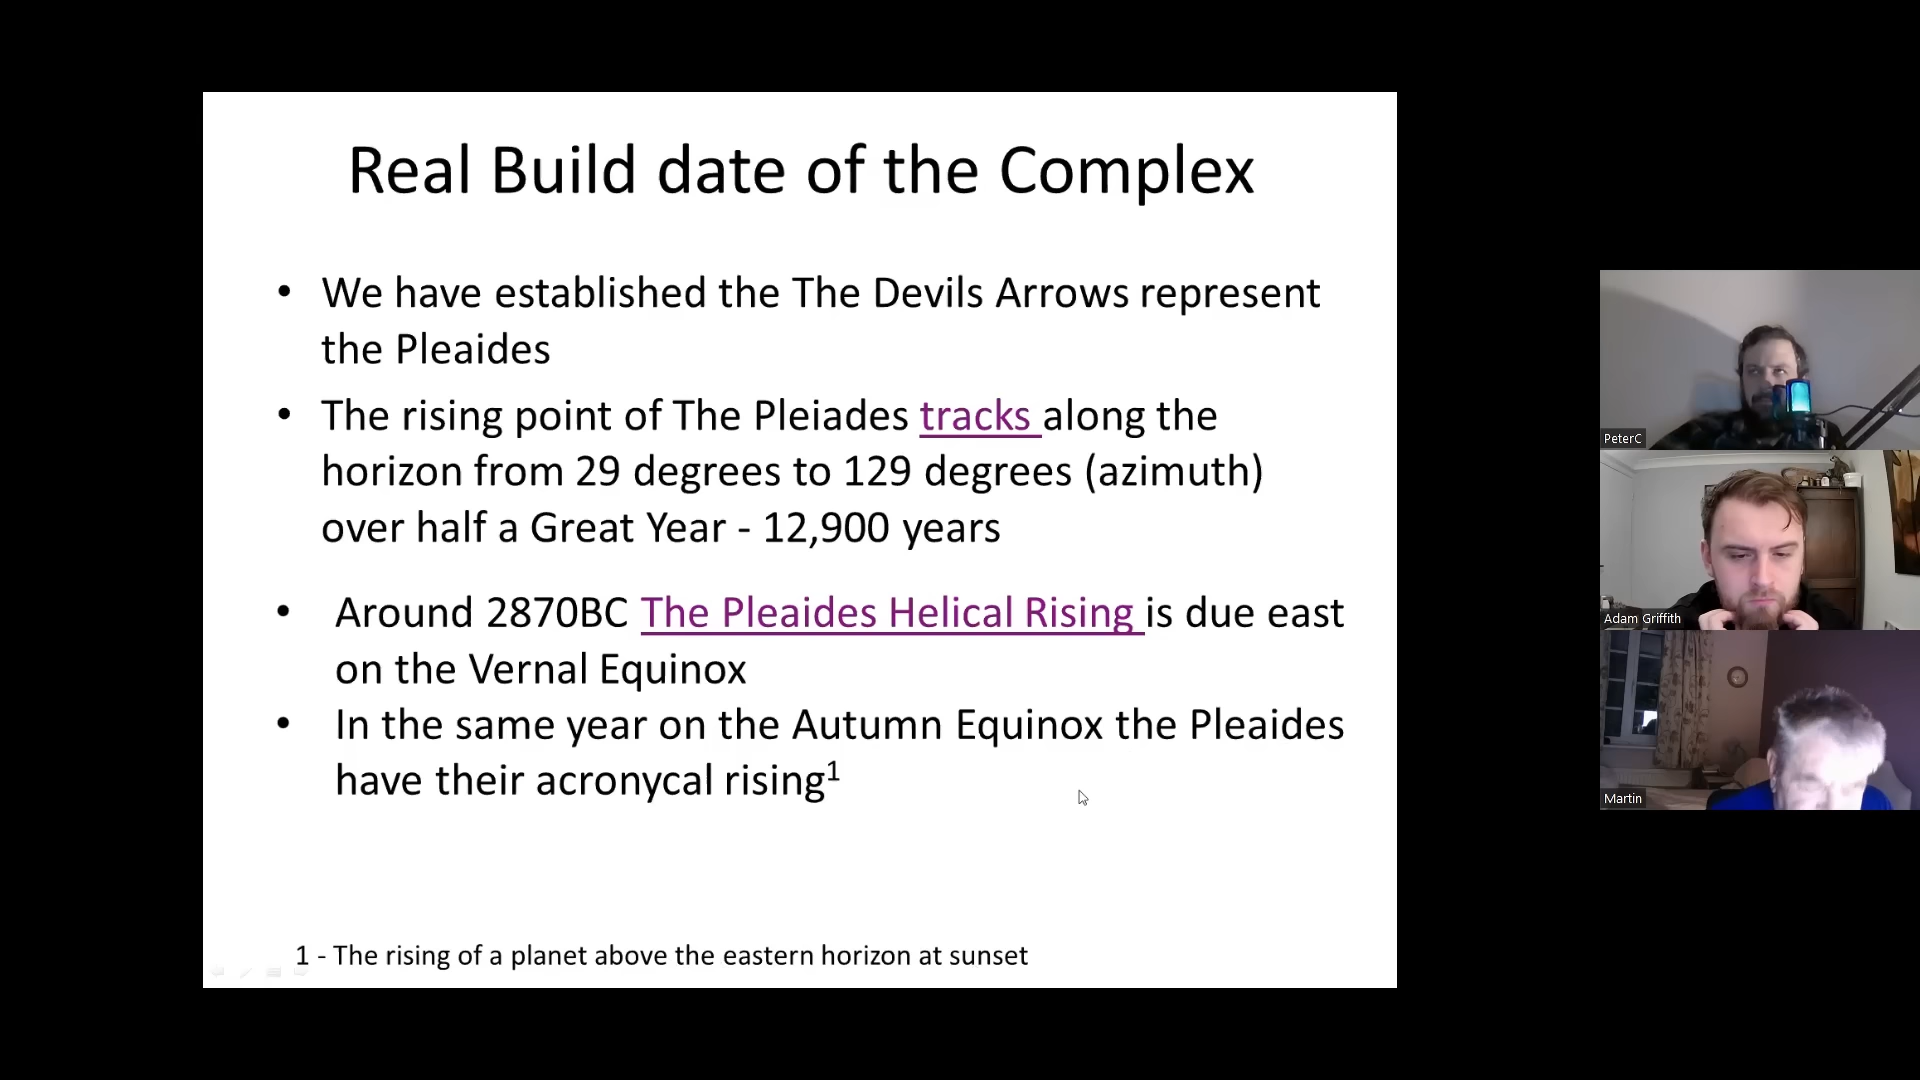 Real Build date of the Complex
• We have established the The Devils Arrows represent
the Pleaides
• The rising point of The Pleiades tracks along the
horizon from 29 degrees to 129 degrees (azimuth)
over half a Great Year - 12,900 years
• Around 2870BC The Pleaides Helical Rising is due east
on the Vernal Equinox
• In the same year on the Autumn Equinox the Pleaides
have their acronycal rising¹
1 - The rising of a planet above the eastern horizon at sunset
PeterC
Adam Griffith
Martin